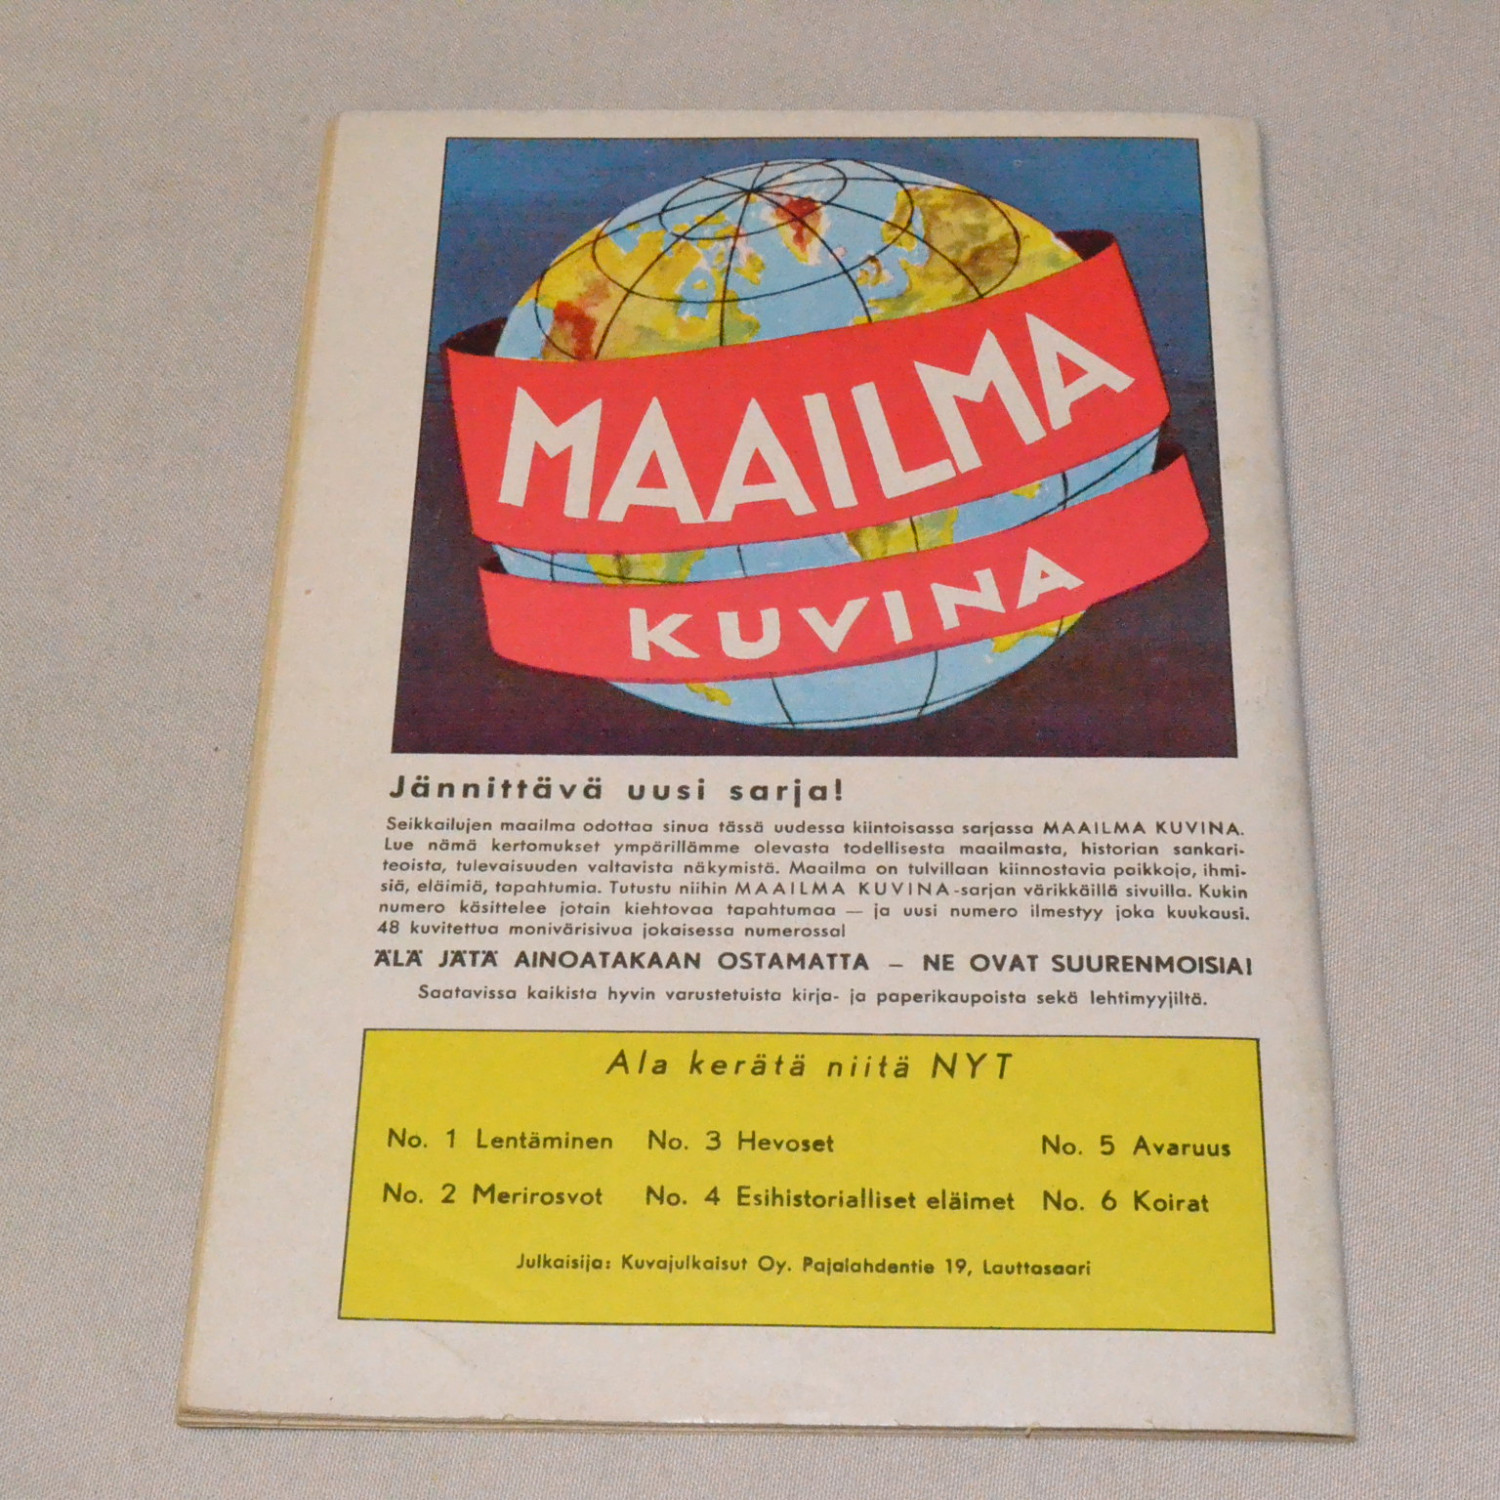 MAAILMA
KUVINA
Jännittävä uusi sarja!
Seikkailujen maailma odottaa sinua tässä uudessa kiintoisassa sarjassa MAAILMA KUVINA.
Lue nämä kertomukset ympärillämme olevasta todellisesta maailmasta, historian sankari-
teoista, tulevaisuuden valtavista näkymistä. Maailma on tulvillaan kiinnostavia paikkoja, ihmi-
siä, eläimiä, tapahtumia. Tutustu niihin MAAILMA KUVINA-sarjan värikkäillä sivuilla. Kukin
numero käsittelee jotain kiehtovaa tapahtumaa — ja uusi numero ilmestyy joka kuukausi.
48 kuvitettua monivärisivua jokaisessa numerossa!
ÄLÄ JÄTÄ AINOATAKAAN OSTAMATTA – NE OVAT SUURENMOISIA!
Saatavissa kaikista hyvin varustetuista kirja- ja paperikaupoista sekä lehtimyyjiltä.
Ala kerätä niitä NYT
No. 1 Lentäminen No. 3 Hevoset No. 5 Avaruus
No. 2 Merirosvot No. 4 Esihistorialliset eläimet No. 6 Koirat
Julkaisija: Kuvajulkaisut Oy. Pajalahdentie 19, Lauttasaari